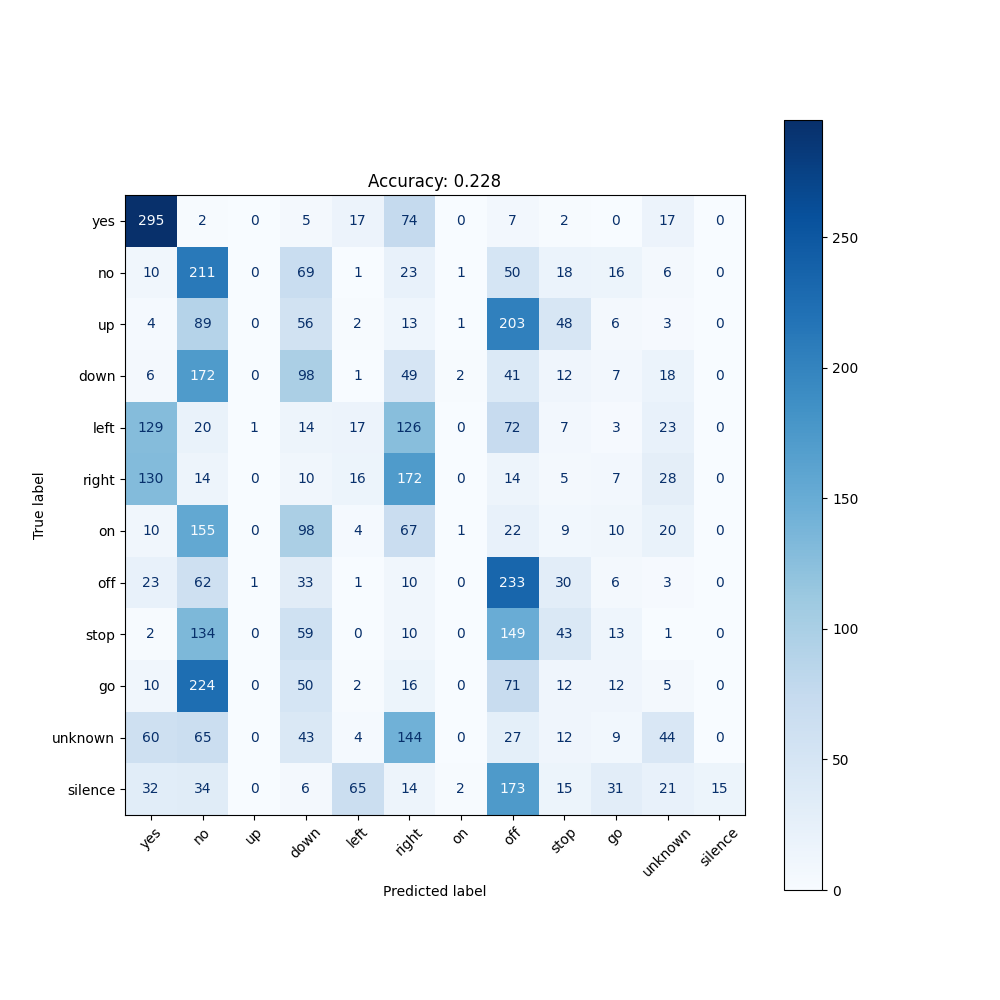 Accuracy: 0.228
yes 295 2 0 5 17 74 0 7 2 0 17 0
no 10 211 0 69 1 23 1 50 18 16 6 0
up 4 89 0 56 2 13 1 203 48 6 3 0
down 6 172 0 98 1 49 2 41 12 7 18 0
left 129 20 1 14 17 126 0 72 7 3 23 0
right 130 14 0 10 16 172 0 14 5 7 28 0
on 10 155 0 98 4 67 1 22 9 10 20 0
off 23 62 1 33 1 10 0 233 30 6 3 0
stop 2 134 0 59 0 10 0 149 43 13 1 0
go 10 224 0 50 2 16 0 71 12 12 5 0
unknown 60 65 0 43 4 144 0 27 12 9 44 0
silence 32 34 0 6 65 14 2 173 15 31 21 15
yes no up down left right on off stop go unknown silence
Predicted label
True label
250
200
150
100
50
0